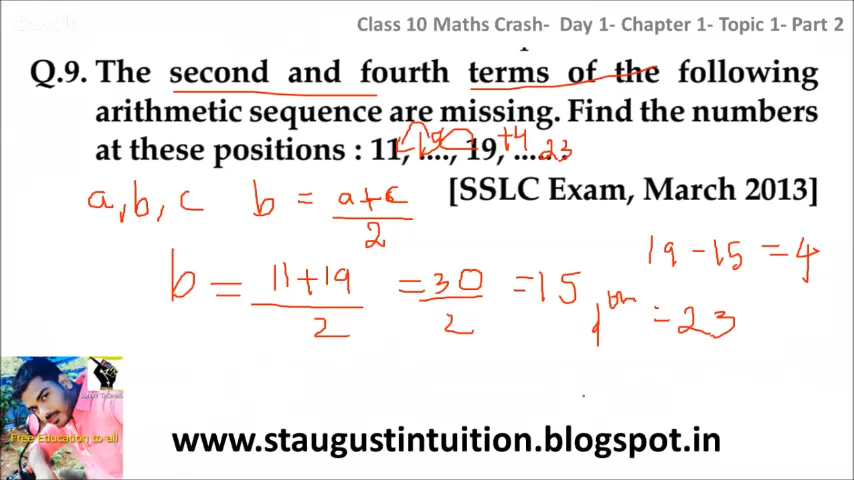 Class 10 Maths Crash- Day 1- Chapter 1- Topic 1- Part 2
Q.9. The second and fourth terms of the following
arithmetic sequence are missing. Find the numbers
at these positions : 11, ...., 19, ......
15 +4 23
[SSLC Exam, March 2013]
a, b, c b = a+c / 2
19 - 15 = 4
b = 11+19 / 2 = 30 / 2 = 15
= 23
Free Education to all
www.staugustintuition.blogspot.in